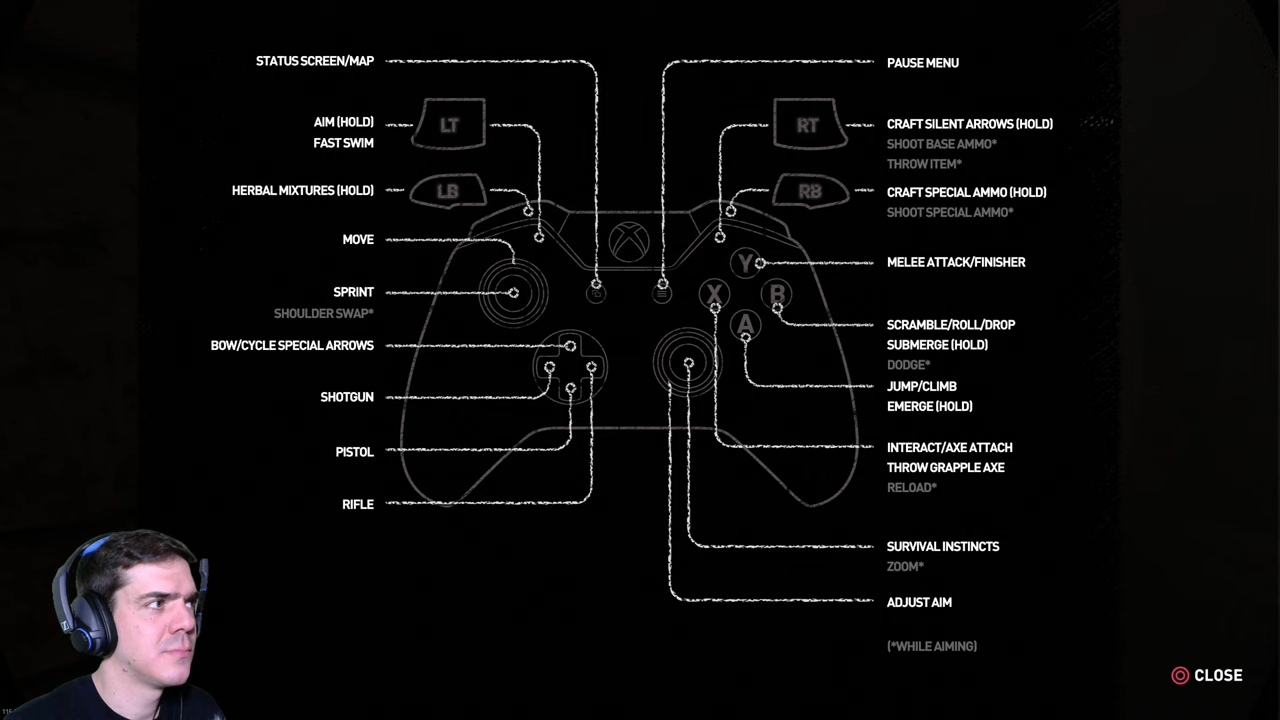 STATUS SCREEN/MAP
AIM (HOLD)
FAST SWIM
HERBAL MIXTURES (HOLD)
MOVE
SPRINT
SHOULDER SWAP*
BOW/CYCLE SPECIAL ARROWS
SHOTGUN
PISTOL
RIFLE
LT
LB
RT
RB
Y
X
B
A
PAUSE MENU
CRAFT SILENT ARROWS (HOLD)
SHOOT BASE AMMO*
THROW ITEM*
CRAFT SPECIAL AMMO (HOLD)
SHOOT SPECIAL AMMO*
MELEE ATTACK/FINISHER
SCRAMBLE/ROLL/DROP
SUBMERGE (HOLD)
DODGE*
JUMP/CLIMB
EMERGE (HOLD)
INTERACT/AXE ATTACH
THROW GRAPPLE AXE
RELOAD*
SURVIVAL INSTINCTS
ZOOM*
ADJUST AIM
(*WHILE AIMING)
CLOSE